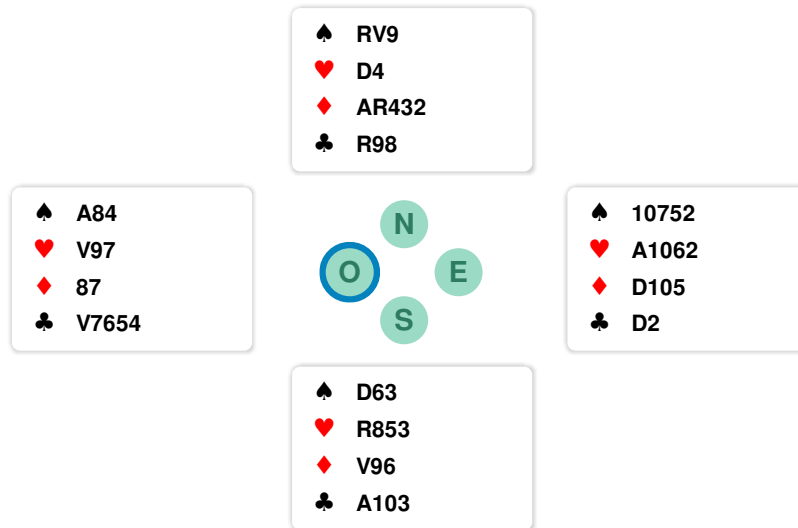 ♠ RV9
♥ D4
♦ AR432
♣ R98
♠ A84
♥ V97
♦ 87
♣ V7654
N
O E
S
♠ 10752
♥ A1062
♦ D105
♣ D2
♠ D63
♥ R853
♦ V96
♣ A103